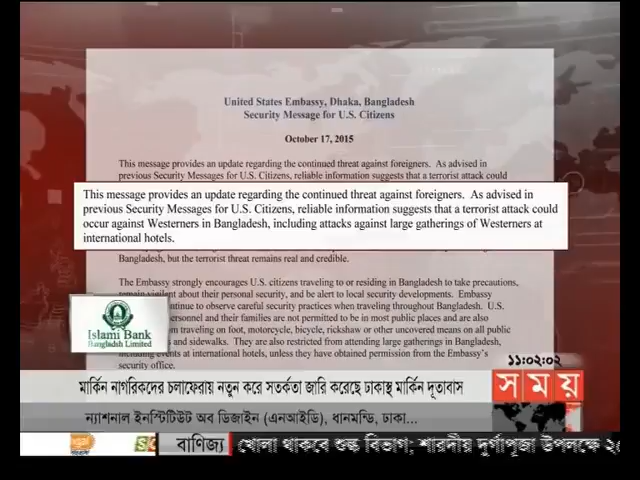 United States Embassy, Dhaka, Bangladesh
Security Message for U.S. Citizens
October 17, 2015
This message provides an update regarding the continued threat against foreigners. As advised in
previous Security Messages for U.S. Citizens, reliable information suggests that a terrorist attack could
This message provides an update regarding the continued threat against foreigners. As advised in
previous Security Messages for U.S. Citizens, reliable information suggests that a terrorist attack could
occur against Westerners in Bangladesh, including attacks against large gatherings of Westerners at
international hotels.
Bangladesh, but the terrorist threat remains real and credible.
The Embassy strongly encourages U.S. citizens traveling to or residing in Bangladesh to take precautions,
remain vigilant about their personal security, and be alert to local security developments. Embassy
continue to observe careful security practices when traveling throughout Bangladesh. U.S.
personnel and their families are not permitted to be in most public places and are also
from traveling on foot, motorcycle, bicycle, rickshaw or other uncovered means on all public
and sidewalks. They are also restricted from attending large gatherings in Bangladesh,
including events at international hotels, unless they have obtained permission from the Embassy's
security office.
Islami Bank
Bangladesh Limited
11:02:02
সময়
মার্কিন নাগরিকদের চলাফেরায় নতুন করে সতর্কতা জারি করেছে ঢাকাস্থ মার্কিন দূতাবাস
ন্যাশনাল ইনস্টিটিউট অব ডিজাইন (এনআইডি), ধানমন্ডি, ঢাকা...
বাণিজ্য খোলা থাকবে শুল্ক বিভাগ; শারদীয় দুর্গাপূজা উপলক্ষে